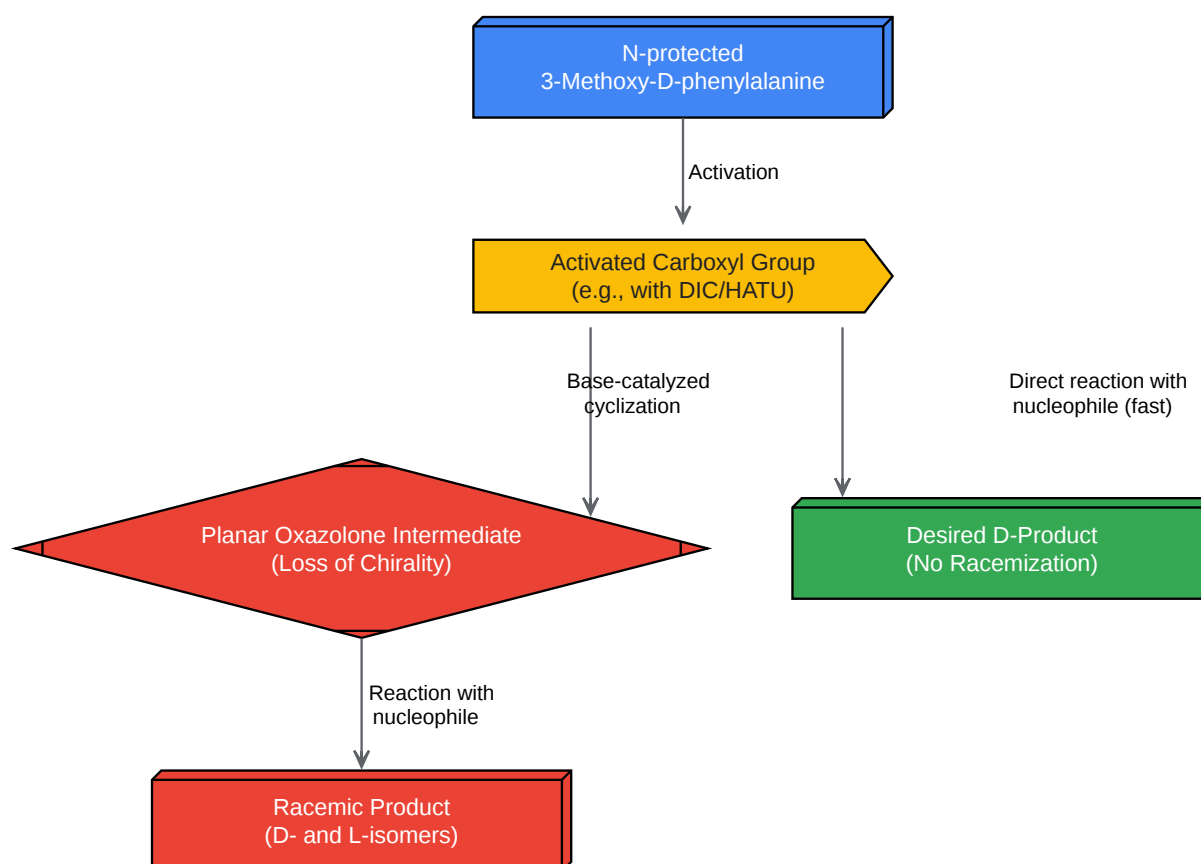 N-protected
3-Methoxy-D-phenylalanine
Activation
Activated Carboxyl Group
(e.g., with DIC/HATU)
Base-catalyzed
cyclization
Direct reaction with
nucleophile (fast)
Planar Oxazolone Intermediate
(Loss of Chirality)
Desired D-Product
(No Racemization)
Reaction with
nucleophile
Racemic Product
(D- and L-isomers)